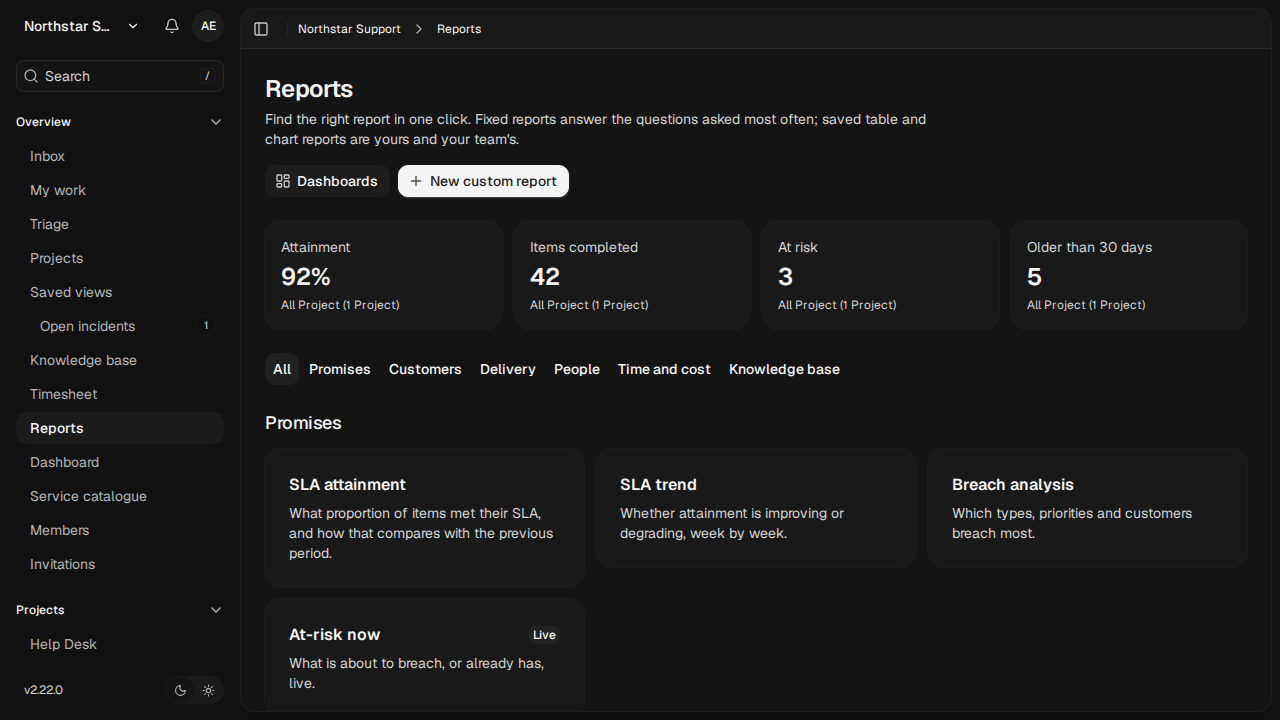 Northstar S...
AE
Search
/
Overview
Inbox
My work
Triage
Projects
Saved views
Open incidents
1
Knowledge base
Timesheet
Reports
Dashboard
Service catalogue
Members
Invitations
Projects
Help Desk
v2.22.0
Northstar Support
Reports
Reports
Find the right report in one click. Fixed reports answer the questions asked most often; saved table and
chart reports are yours and your team's.
Dashboards
New custom report
Attainment
92%
All Project (1 Project)
Items completed
42
All Project (1 Project)
At risk
3
All Project (1 Project)
Older than 30 days
5
All Project (1 Project)
All
Promises
Customers
Delivery
People
Time and cost
Knowledge base
Promises
SLA attainment
What proportion of items met their SLA,
and how that compares with the previous
period.
SLA trend
Whether attainment is improving or
degrading, week by week.
Breach analysis
Which types, priorities and customers
breach most.
At-risk now
Live
What is about to breach, or already has,
live.